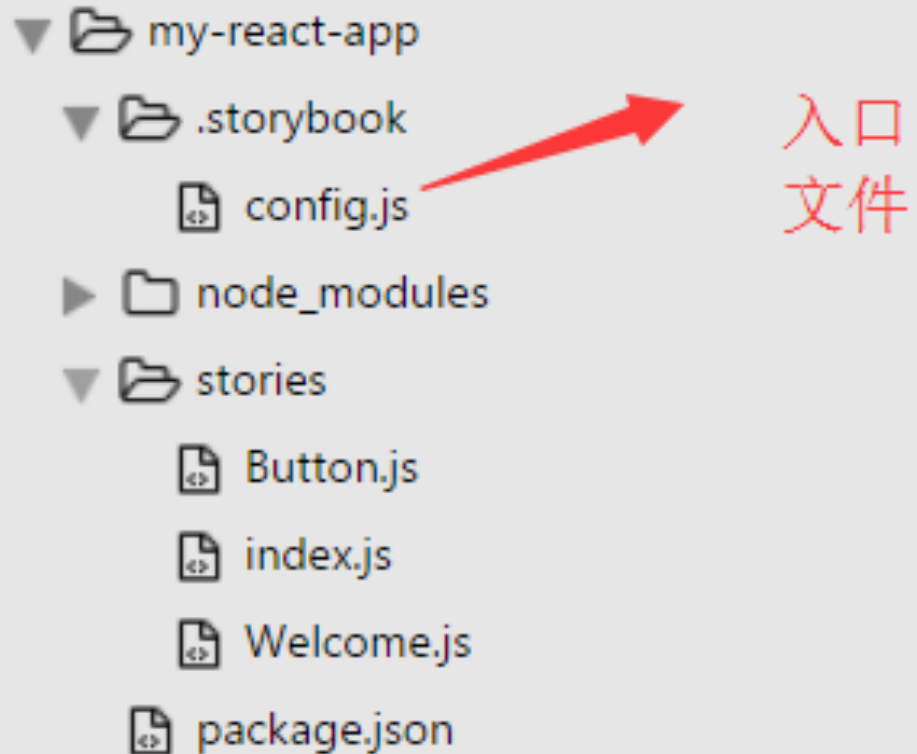 my-react-app
.storybook
config.js
入口
文件
node_modules
stories
Button.js
index.js
Welcome.js
package.json